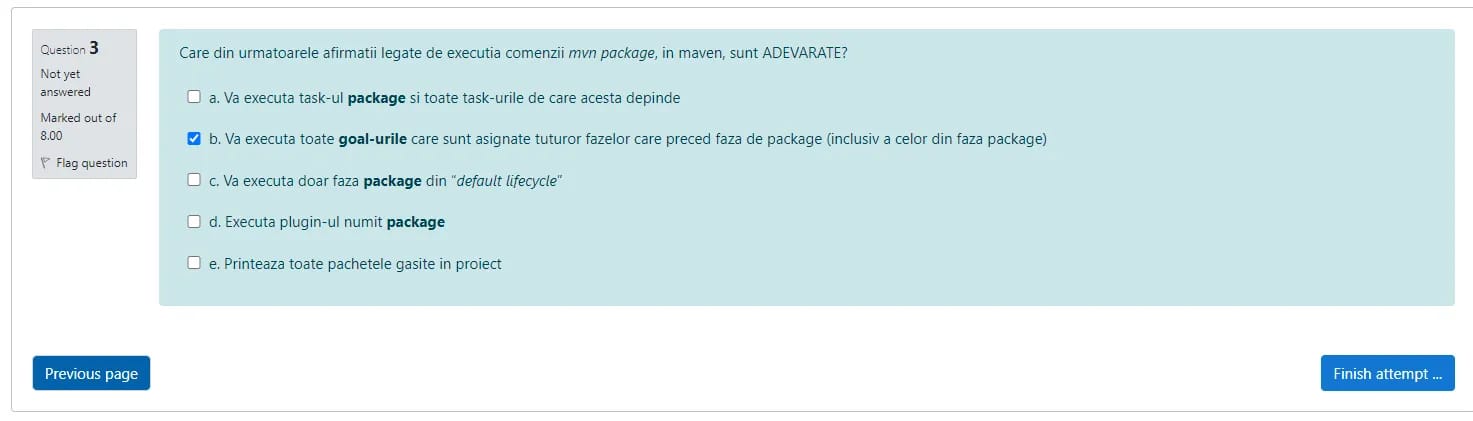 Question 3
Not yet
answered
Marked out of
8.00
Flag question
Care din urmatoarele afirmatii legate de executia comenzii mvn package, in maven, sunt ADEVARATE?
a. Va executa task-ul package si toate task-urile de care acesta depinde
b. Va executa toate goal-urile care sunt asignate tuturor fazelor care preced faza de package (inclusiv a celor din faza package)
c. Va executa doar faza package din "default lifecycle"
d. Executa plugin-ul numit package
e. Printeaza toate pachetele gasite in proiect
Previous page
Finish attempt ...